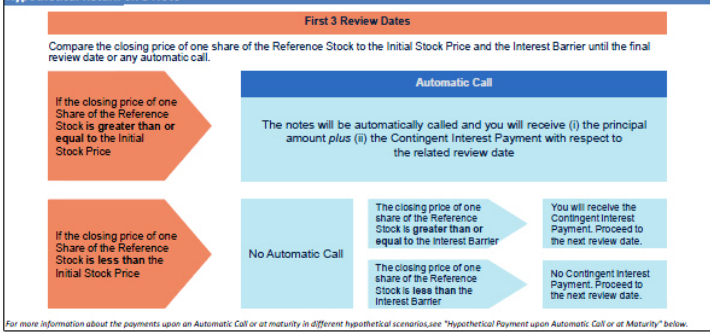 First 3 Review Dates
Compare the closing price of one share of the Reference Stock to the Initial Stock Price and the Interest Barrier until the final
review date or any automatic call.
If the closing price of one
Share of the Reference
Stock is greater than or
equal to the Initial
Stock Price
Automatic Call
The notes will be automatically called and you will receive (i) the principal
amount plus (ii) the Contingent Interest Payment with respect to
the related review date
If the closing price of one
Share of the Reference
Stock is less than the
Initial Stock Price
No Automatic Call
The closing price of one
share of the Reference
Stock is greater than or
equal to the Interest Barrier
You will receive the
Contingent Interest
Payment. Proceed to
the next review date.
The closing price of one
share of the Reference
Stock is less than the
Interest Barrier
No Contingent Interest
Payment. Proceed to
the next review date.
For more information about the payments upon an Automatic Call or at maturity in different hypothetical scenarios,see "Hypothetical Payment upon Automatic Call or at Maturity" below.